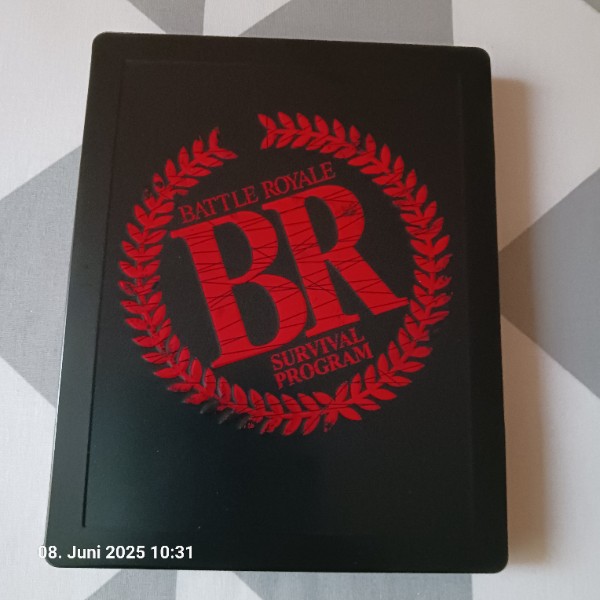 BATTLE ROYALE
BR
SURVIVAL
PROGRAM
08. Juni 2025 10:31